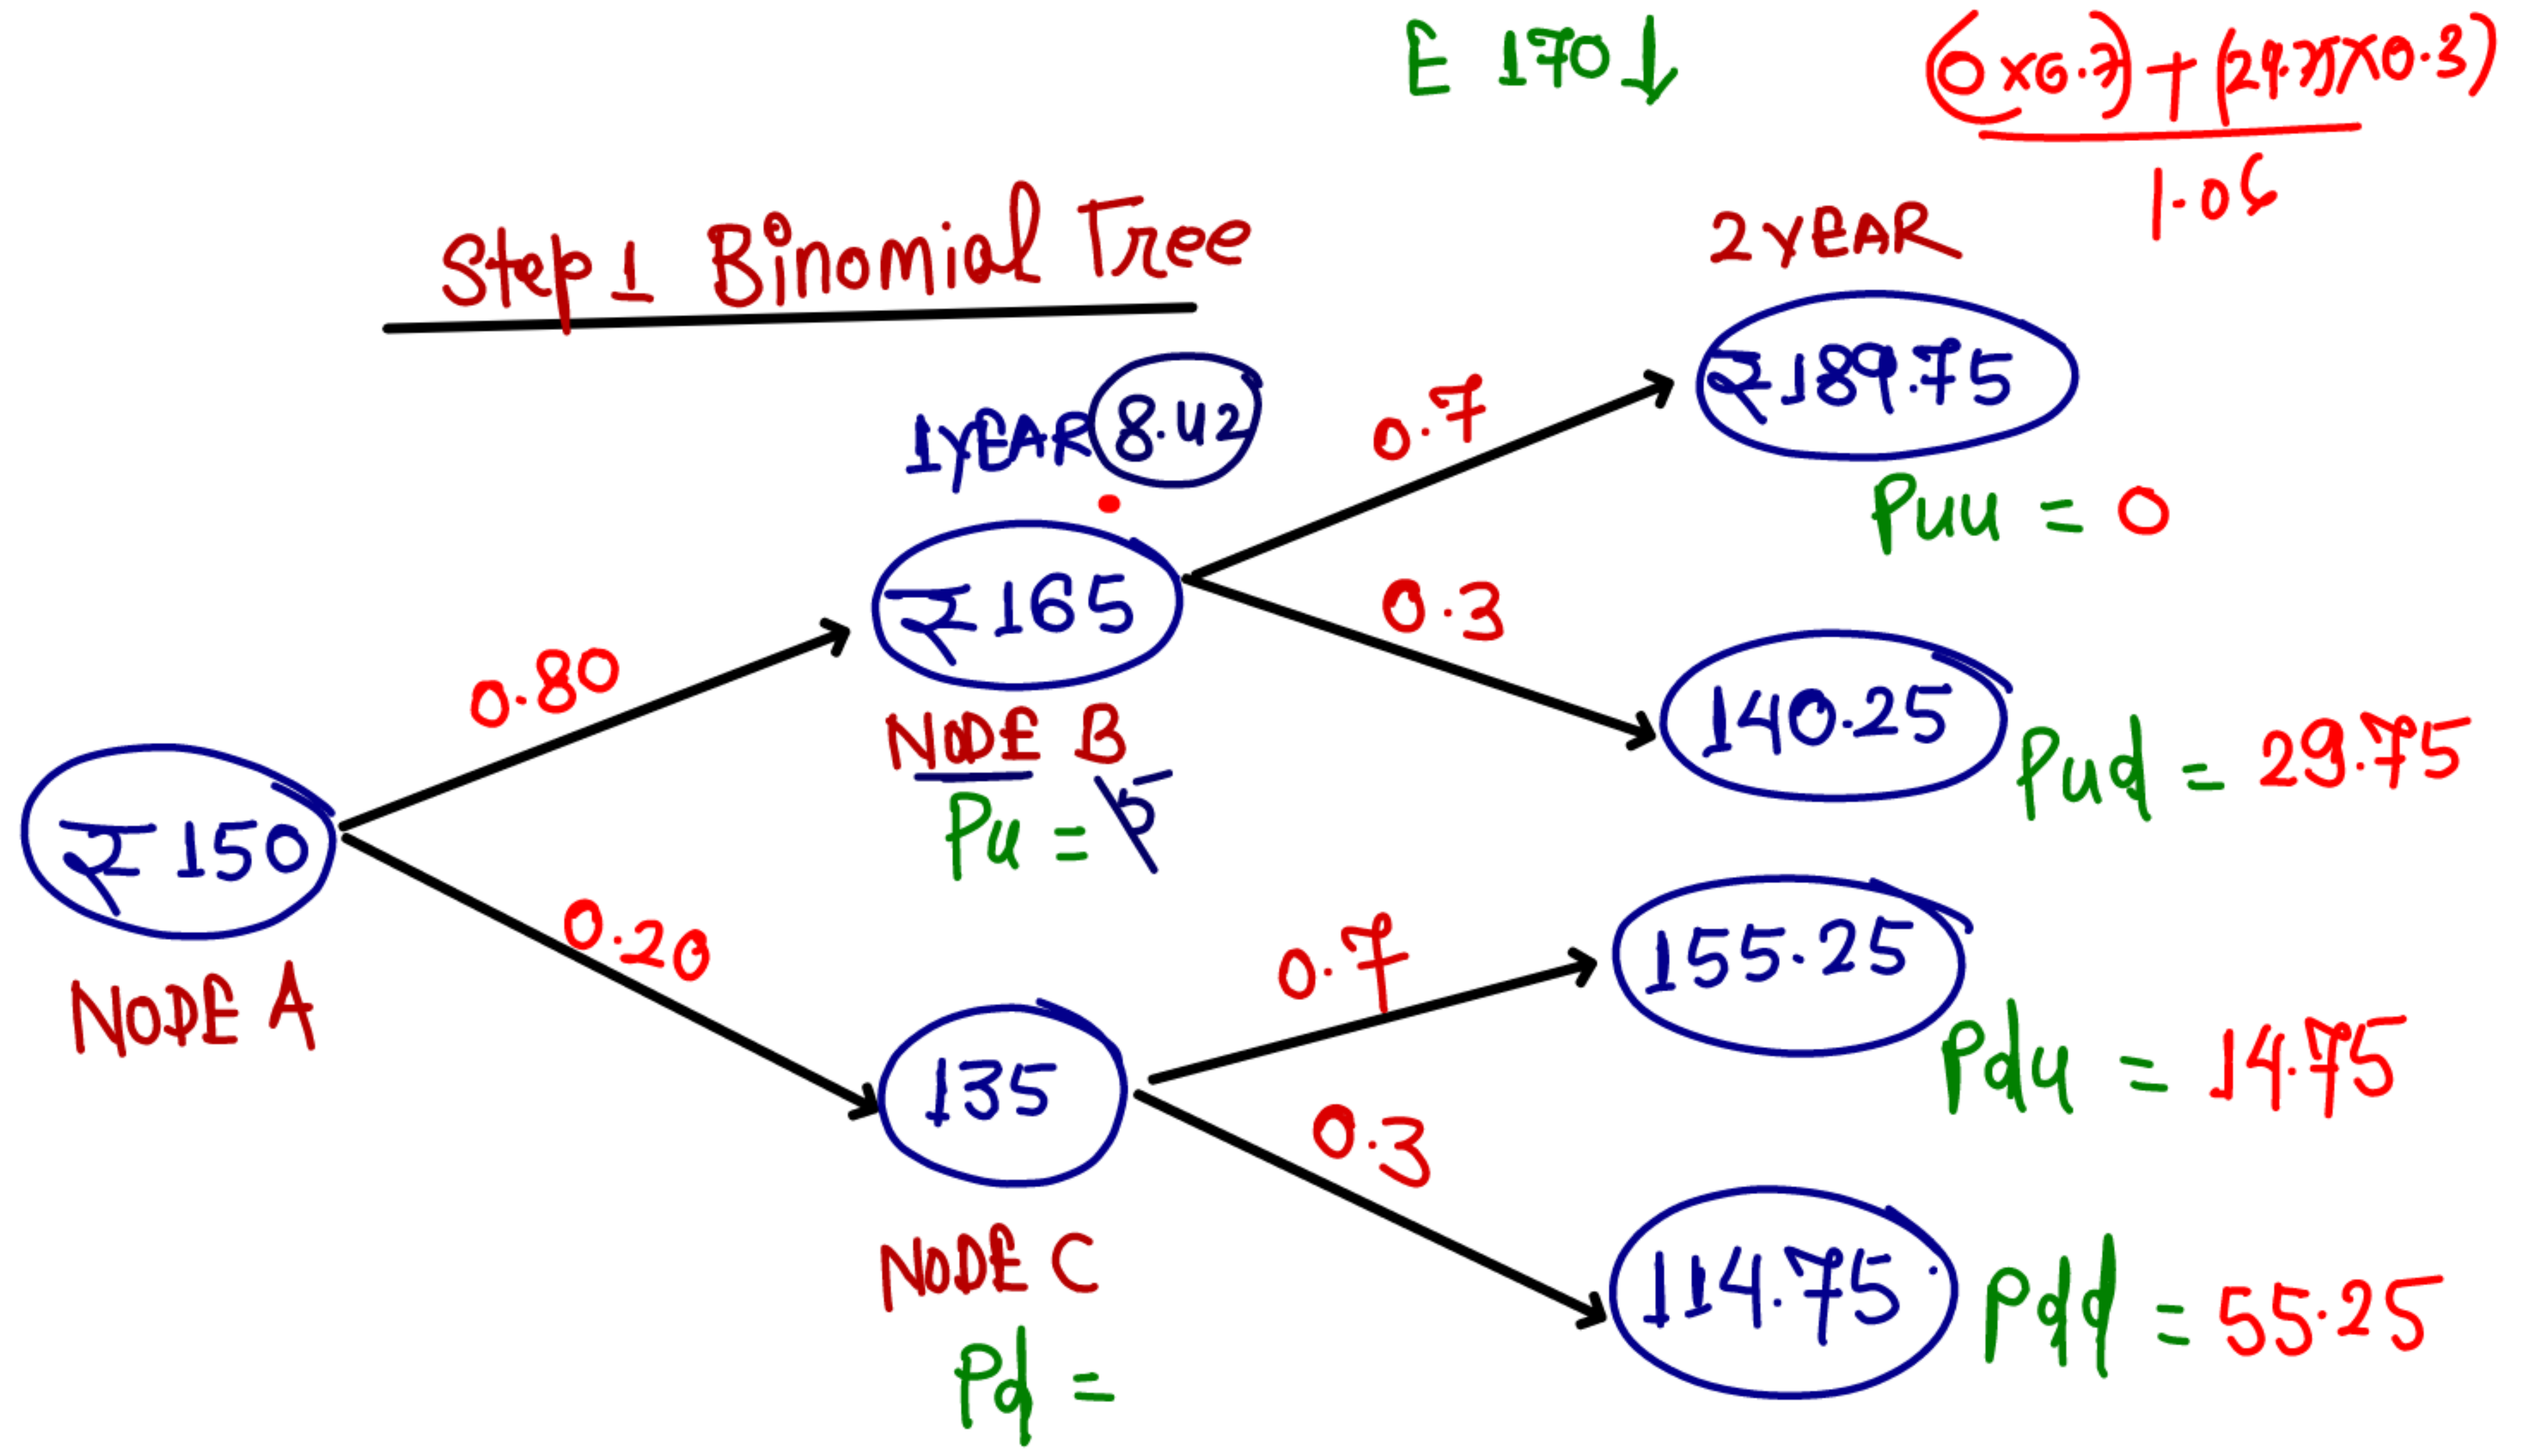 E 170 ↓
(0 x 0.7) + (29.75 x 0.3)
1.06
Step 1 Binomial Tree
2 YEAR
1 YEAR 8.42
₹ 189.75
0.7
Puu = 0
₹ 165
0.3
0.80
140.25
NODE B
Pud = 29.75
Pu = 5
₹ 150
0.20
0.7
155.25
NODE A
135
Pdu = 14.75
0.3
NODE C
114.75
Pdd = 55.25
Pd =